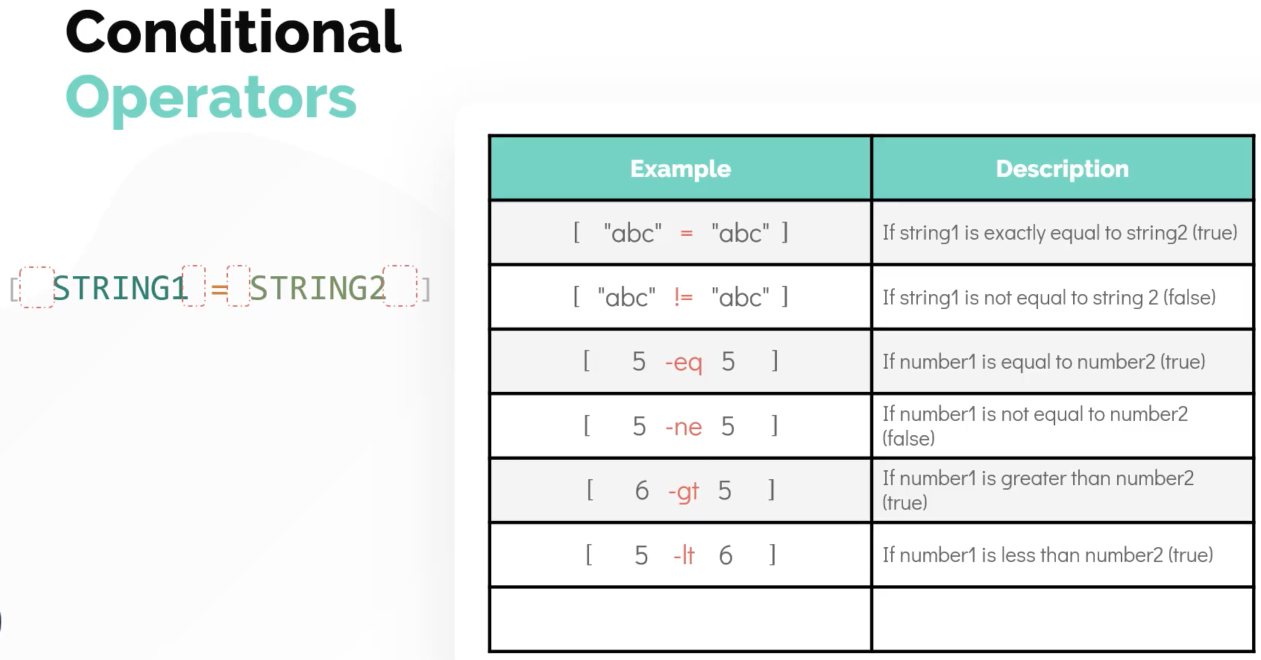 Conditional
Operators
[ STRING1 = STRING2 ]
Example Description
[ "abc" = "abc" ] If string1 is exactly equal to string2 (true)
[ "abc" != "abc" ] If string1 is not equal to string 2 (false)
[ 5 -eq 5 ] If number1 is equal to number2 (true)
[ 5 -ne 5 ] If number1 is not equal to number2
(false)
[ 6 -gt 5 ] If number1 is greater than number2
(true)
[ 5 -lt 6 ] If number1 is less than number2 (true)